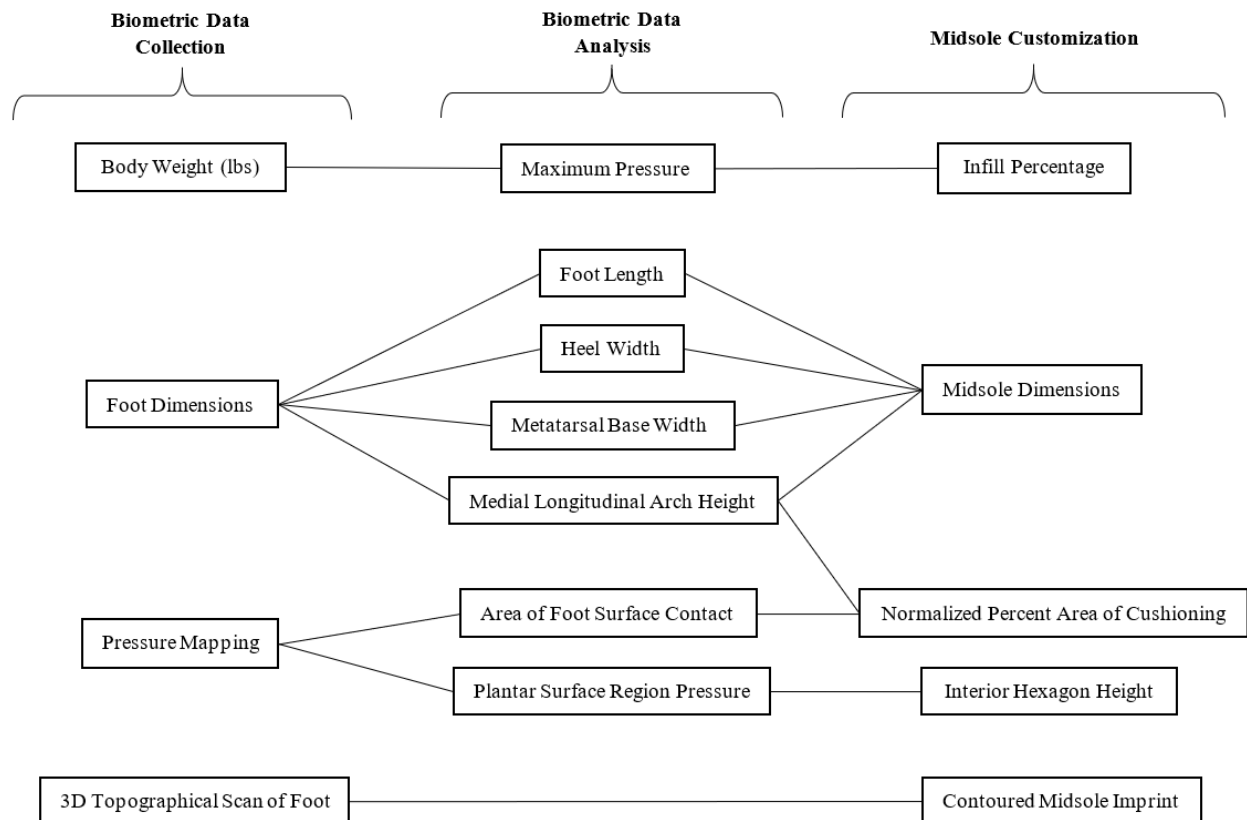 Biometric Data
Collection
Biometric Data
Analysis
Midsole Customization
Body Weight (lbs)
Maximum Pressure
Infill Percentage
Foot Length
Heel Width
Foot Dimensions
Midsole Dimensions
Metatarsal Base Width
Medial Longitudinal Arch Height
Area of Foot Surface Contact
Normalized Percent Area of Cushioning
Pressure Mapping
Plantar Surface Region Pressure
Interior Hexagon Height
3D Topographical Scan of Foot
Contoured Midsole Imprint